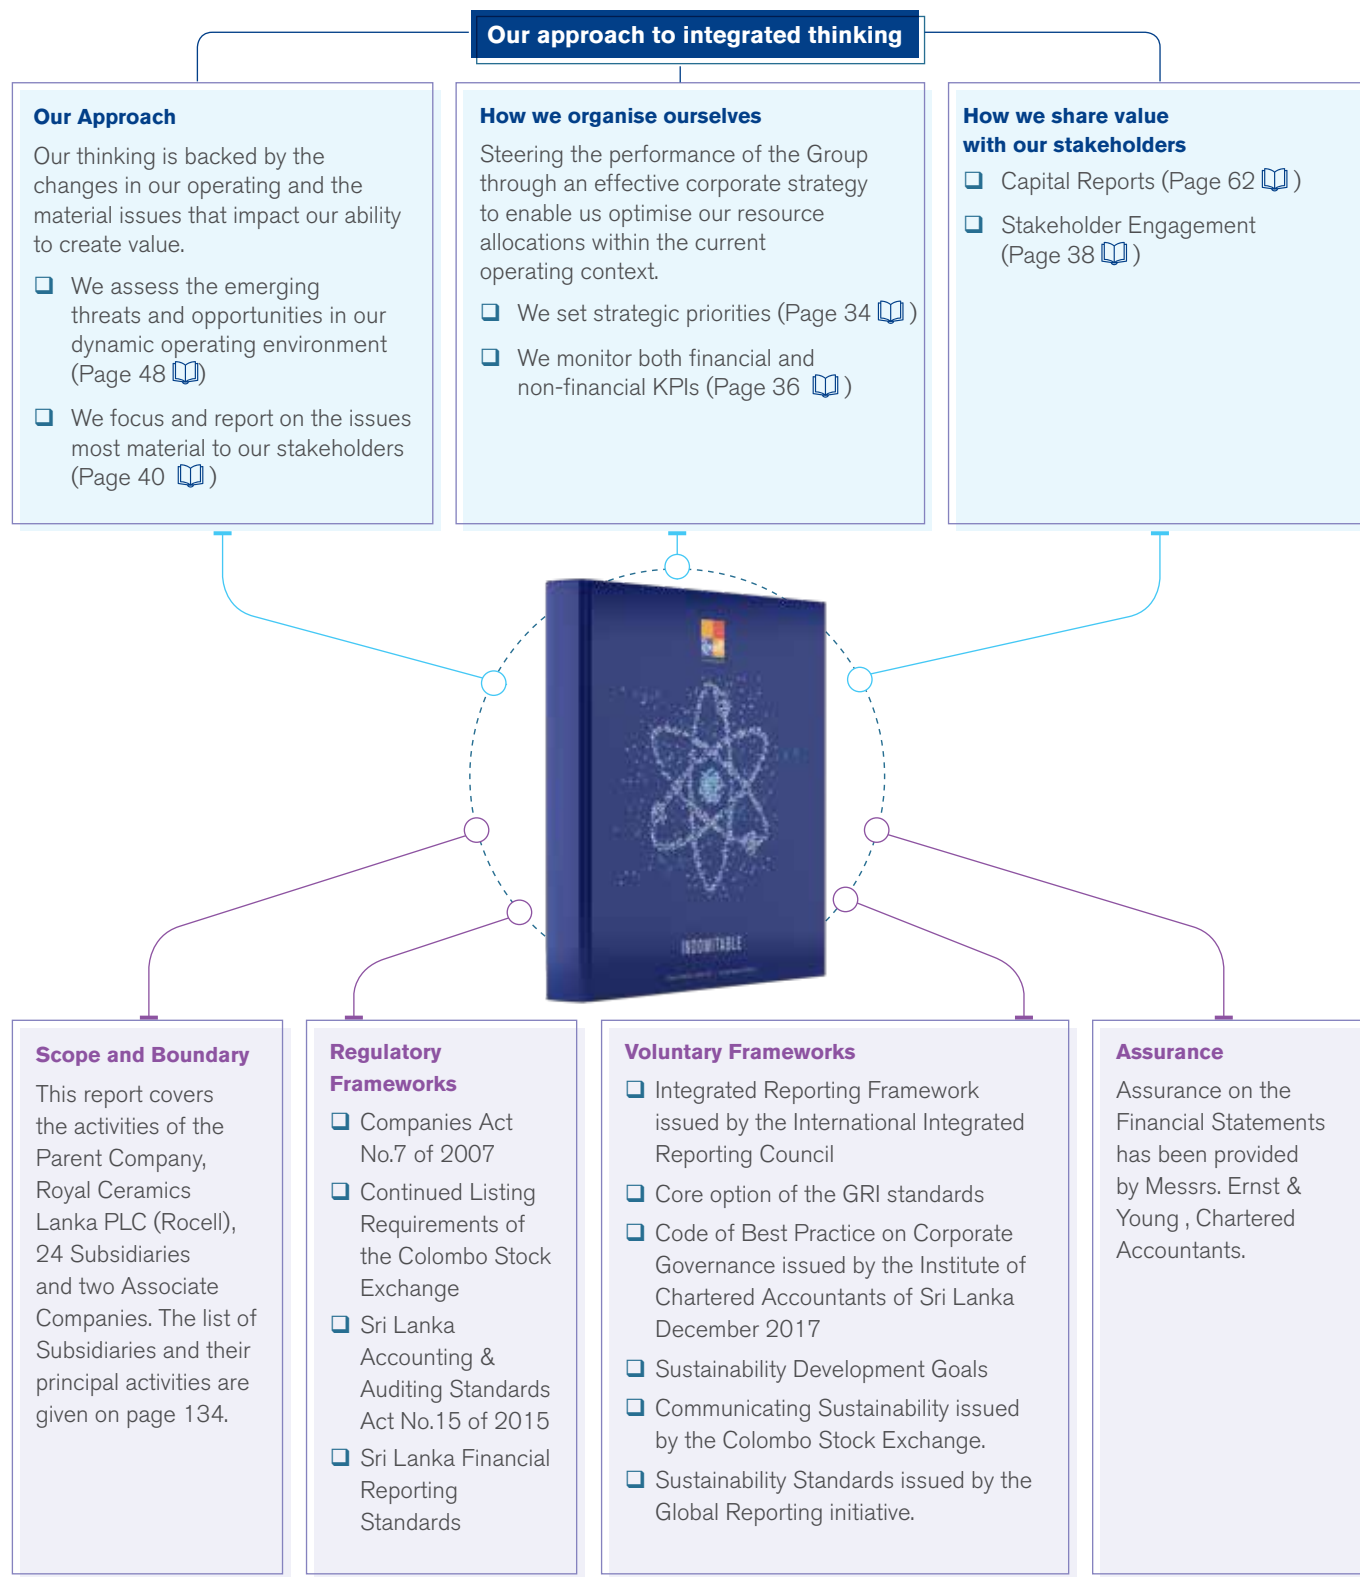 Our approach to integrated thinking
Our Approach
Our thinking is backed by the
changes in our operating and the
material issues that impact our ability
to create value.
❑ We assess the emerging
threats and opportunities in our
dynamic operating environment
(Page 48 )
❑ We focus and report on the issues
most material to our stakeholders
(Page 40 )
How we organise ourselves
Steering the performance of the Group
through an effective corporate strategy
to enable us optimise our resource
allocations within the current
operating context.
❑ We set strategic priorities (Page 34 )
❑ We monitor both financial and
non-financial KPIs (Page 36 )
How we share value
with our stakeholders
❑ Capital Reports (Page 62 )
❑ Stakeholder Engagement
(Page 38 )
INDOMITABLE
Scope and Boundary
This report covers
the activities of the
Parent Company,
Royal Ceramics
Lanka PLC (Rocell),
24 Subsidiaries
and two Associate
Companies. The list of
Subsidiaries and their
principal activities are
given on page 134.
Regulatory
Frameworks
❑ Companies Act
No.7 of 2007
❑ Continued Listing
Requirements of
the Colombo Stock
Exchange
❑ Sri Lanka
Accounting &
Auditing Standards
Act No.15 of 2015
❑ Sri Lanka Financial
Reporting
Standards
Voluntary Frameworks
❑ Integrated Reporting Framework
issued by the International Integrated
Reporting Council
❑ Core option of the GRI standards
❑ Code of Best Practice on Corporate
Governance issued by the Institute of
Chartered Accountants of Sri Lanka
December 2017
❑ Sustainability Development Goals
❑ Communicating Sustainability issued
by the Colombo Stock Exchange.
❑ Sustainability Standards issued by the
Global Reporting initiative.
Assurance
Assurance on the
Financial Statements
has been provided
by Messrs. Ernst &
Young , Chartered
Accountants.